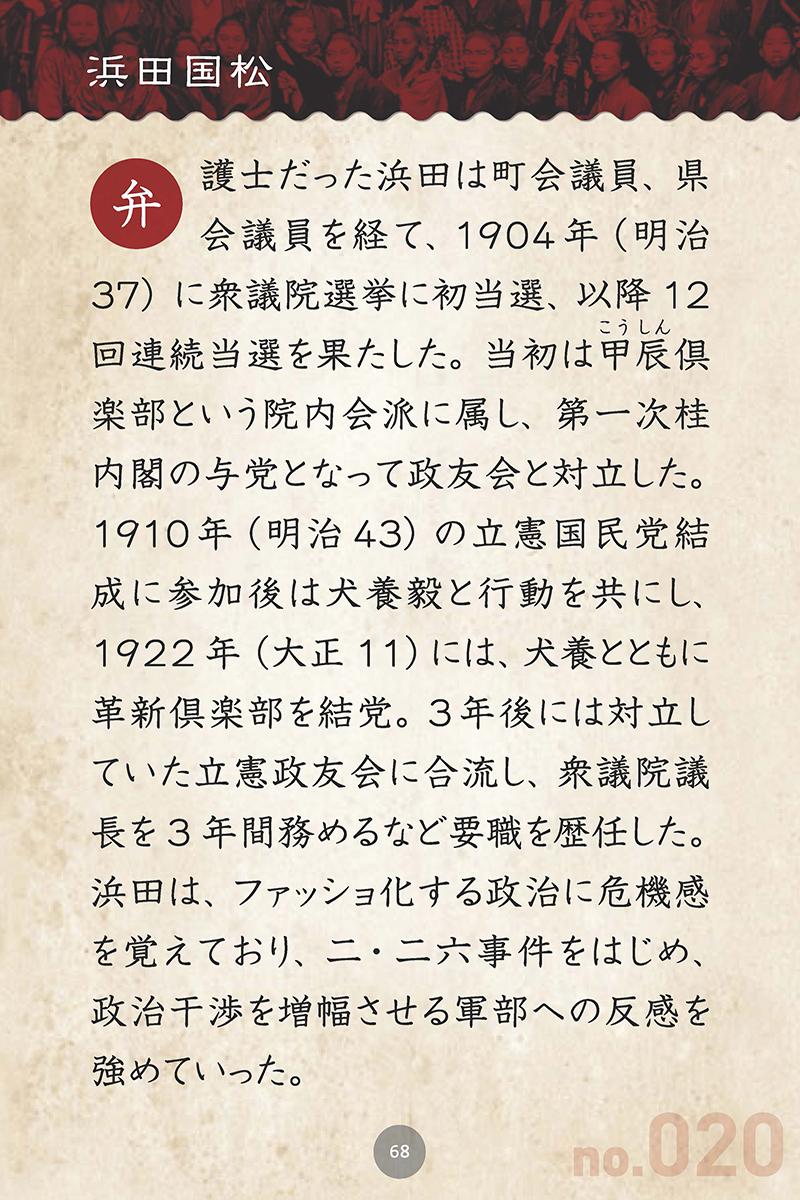 浜田国松
弁護士だった浜田は町会議員、県
会議員を経て、1904年（明治
37）に衆議院選挙に初当選、以降12
回連続当選を果たした。当初は甲辰倶
こうしん
楽部という院内会派に属し、第一次桂
内閣の与党となって政友会と対立した。
1910年（明治43）の立憲国民党結
成に参加後は犬養毅と行動を共にし、
1922年（大正11）には、犬養とともに
革新倶楽部を結党。3年後には対立し
ていた立憲政友会に合流し、衆議院議
長を3年間務めるなど要職を歴任した。
浜田は、ファッショ化する政治に危機感
を覚えており、二・二六事件をはじめ、
政治干渉を増幅させる軍部への反感を
強めていった。
68
no.020